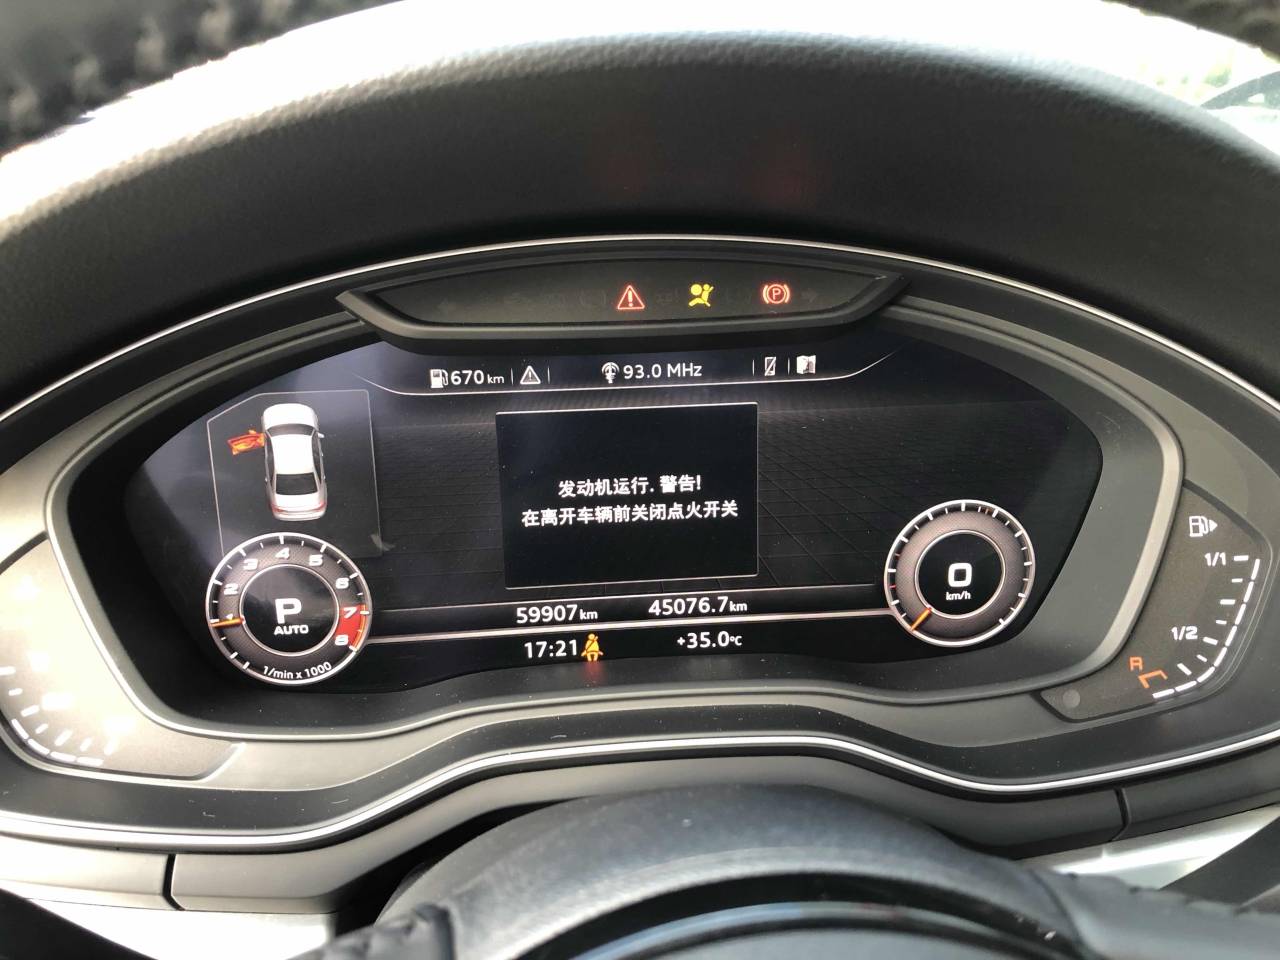 P
670 km
93.0 MHz
发动机运行. 警告!
在离开车辆前关闭点火开关
1
2
3
4
5
6
7
8
P
AUTO
1/min x 1000
0
km/h
59907 km
45076.7 km
17:21
+35.0°C
1/1
1/2
R